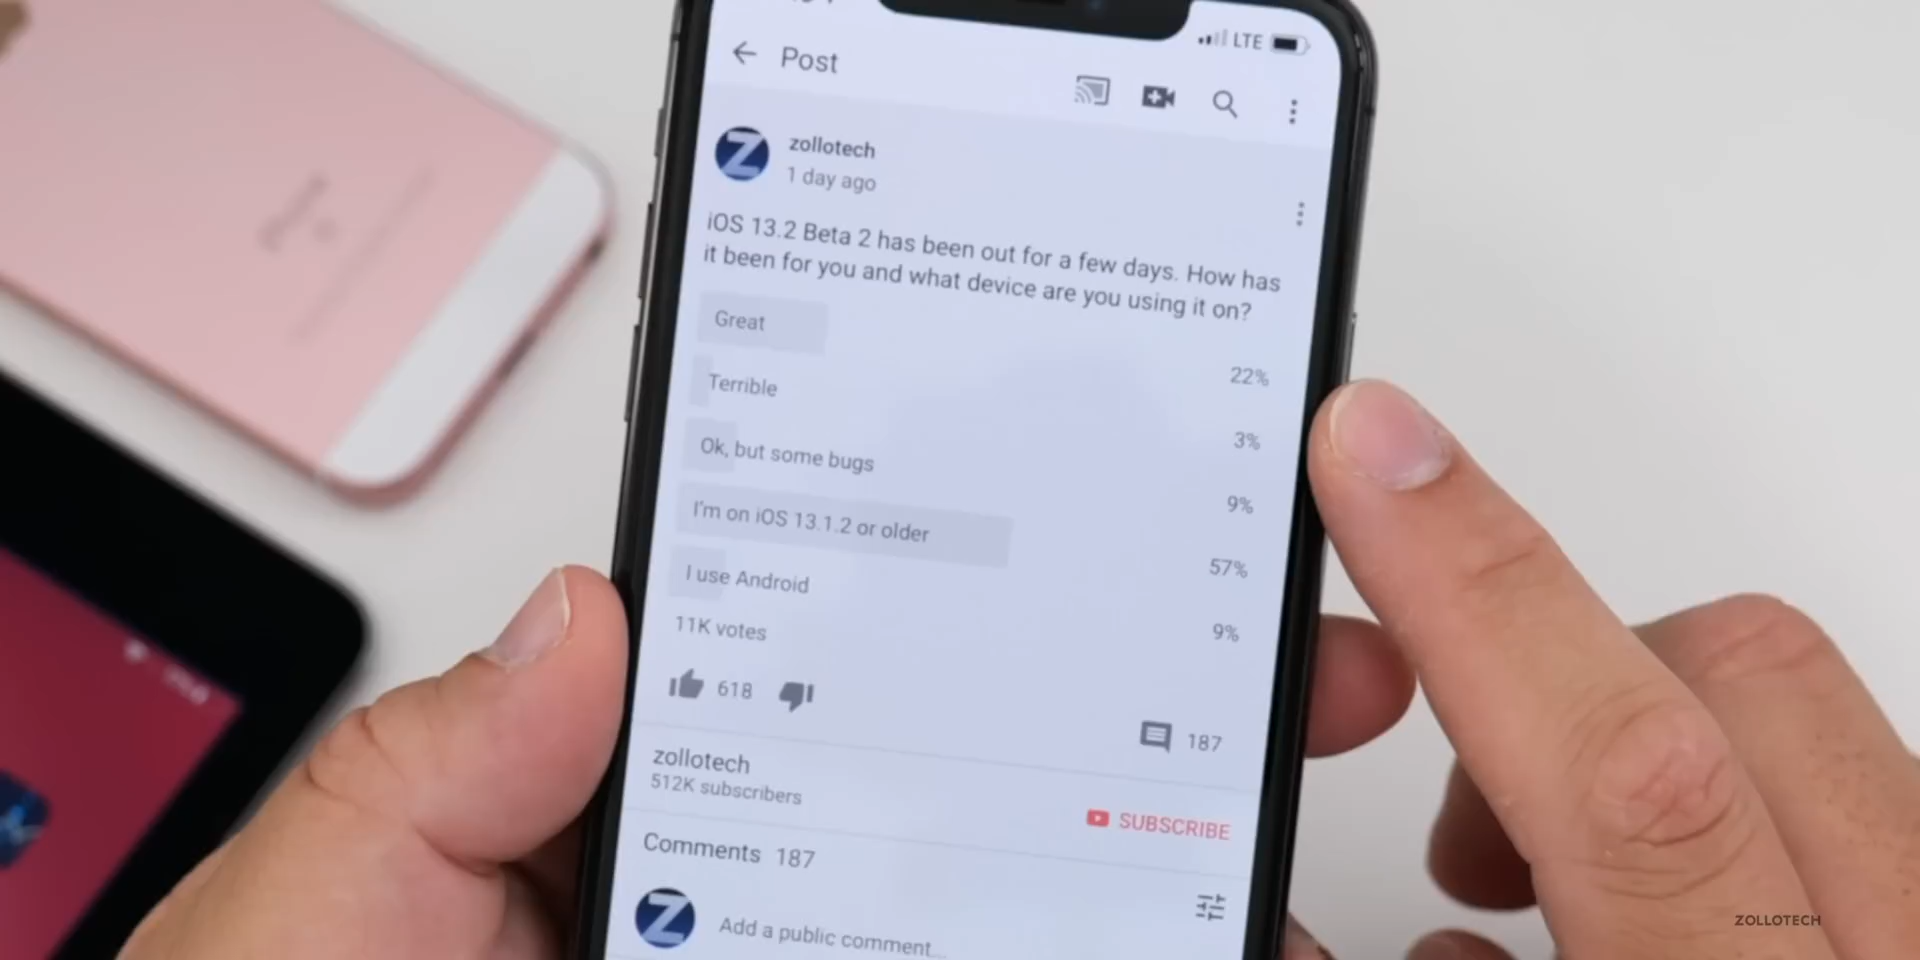 LTE
Post
zollotech
1 day ago
iOS 13.2 Beta 2 has been out for a few days. How has
it been for you and what device are you using it on?
Great 22%
Terrible 3%
Ok, but some bugs 9%
I'm on iOS 13.1.2 or older 57%
I use Android 9%
11K votes
618
187
zollotech
512K subscribers
SUBSCRIBE
Comments 187
Add a public comment...
ZOLLOTECH